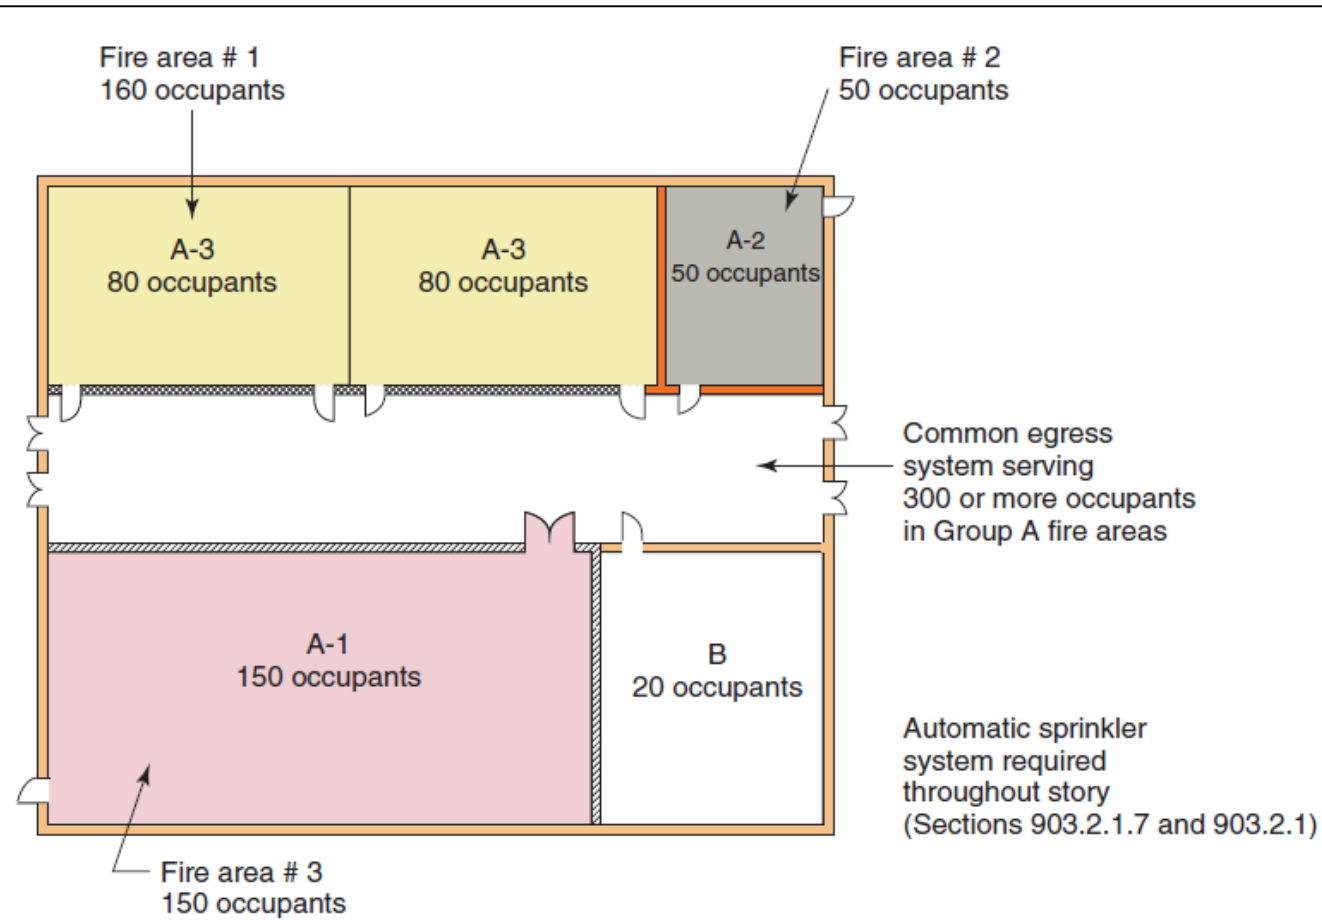 Fire area # 1
160 occupants
Fire area # 2
50 occupants
A-3
80 occupants
A-3
80 occupants
A-2
50 occupants
Common egress
system serving
300 or more occupants
in Group A fire areas
A-1
150 occupants
B
20 occupants
Automatic sprinkler
system required
throughout story
(Sections 903.2.1.7 and 903.2.1)
Fire area # 3
150 occupants